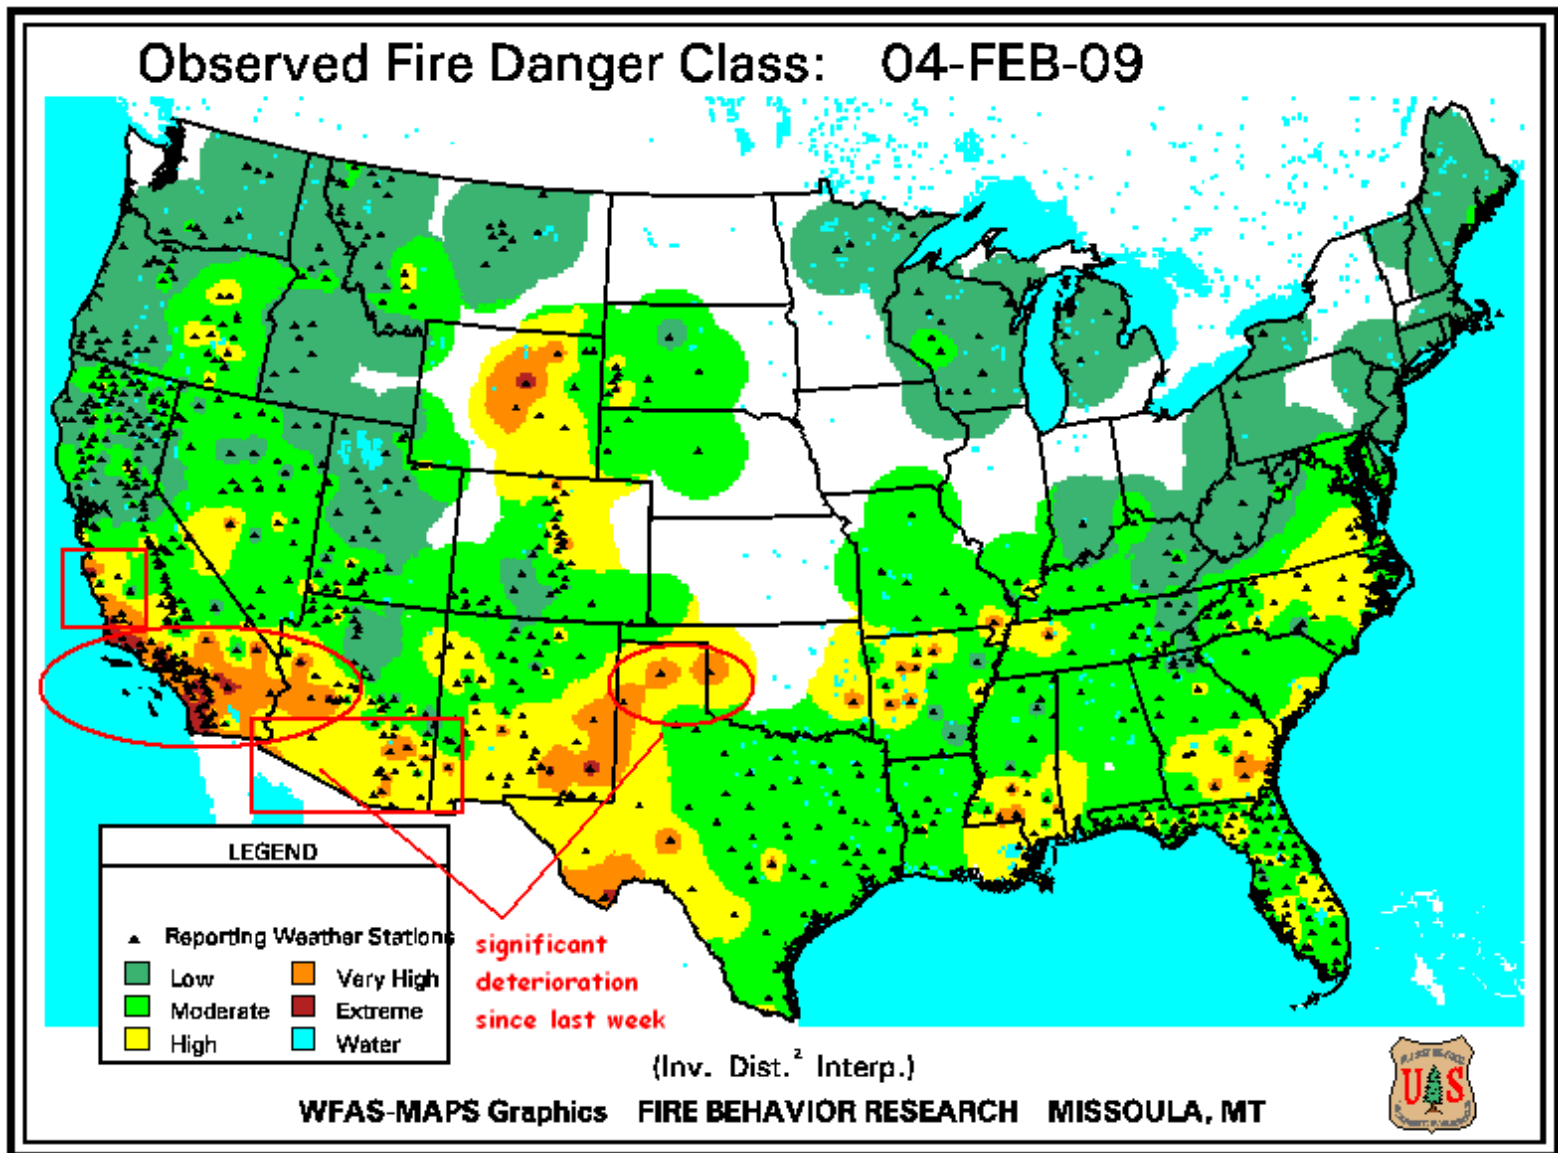 Observed Fire Danger Class: 04-FEB-09
LEGEND
Reporting Weather Stations
Low
Very High
Moderate
Extreme
High
Water
significant
deterioration
since last week
(Inv. Dist.² Interp.)
WFAS-MAPS Graphics FIRE BEHAVIOR RESEARCH MISSOULA, MT
U S